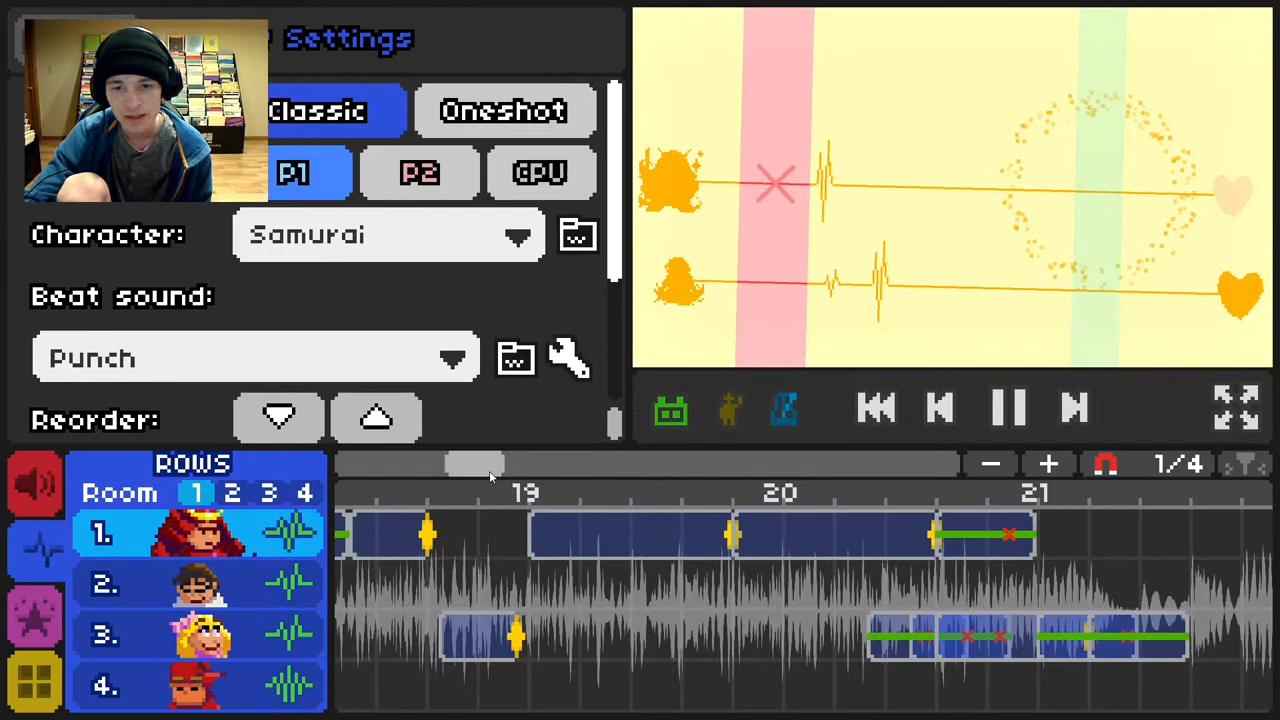 Settings
Classic Oneshot
P1 P2 CPU
Character: Samurai
Beat sound:
Punch
Reorder:
ROWS
Room 1 2 3 4
- + 1/4
19 20 21
1.
2.
3.
4.